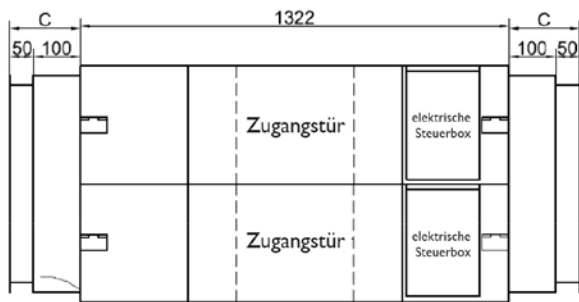 C 1322 C
50 100 100 50
Zugangstür
elektrische
Steuerbox
Zugangstür
elektrische
Steuerbox